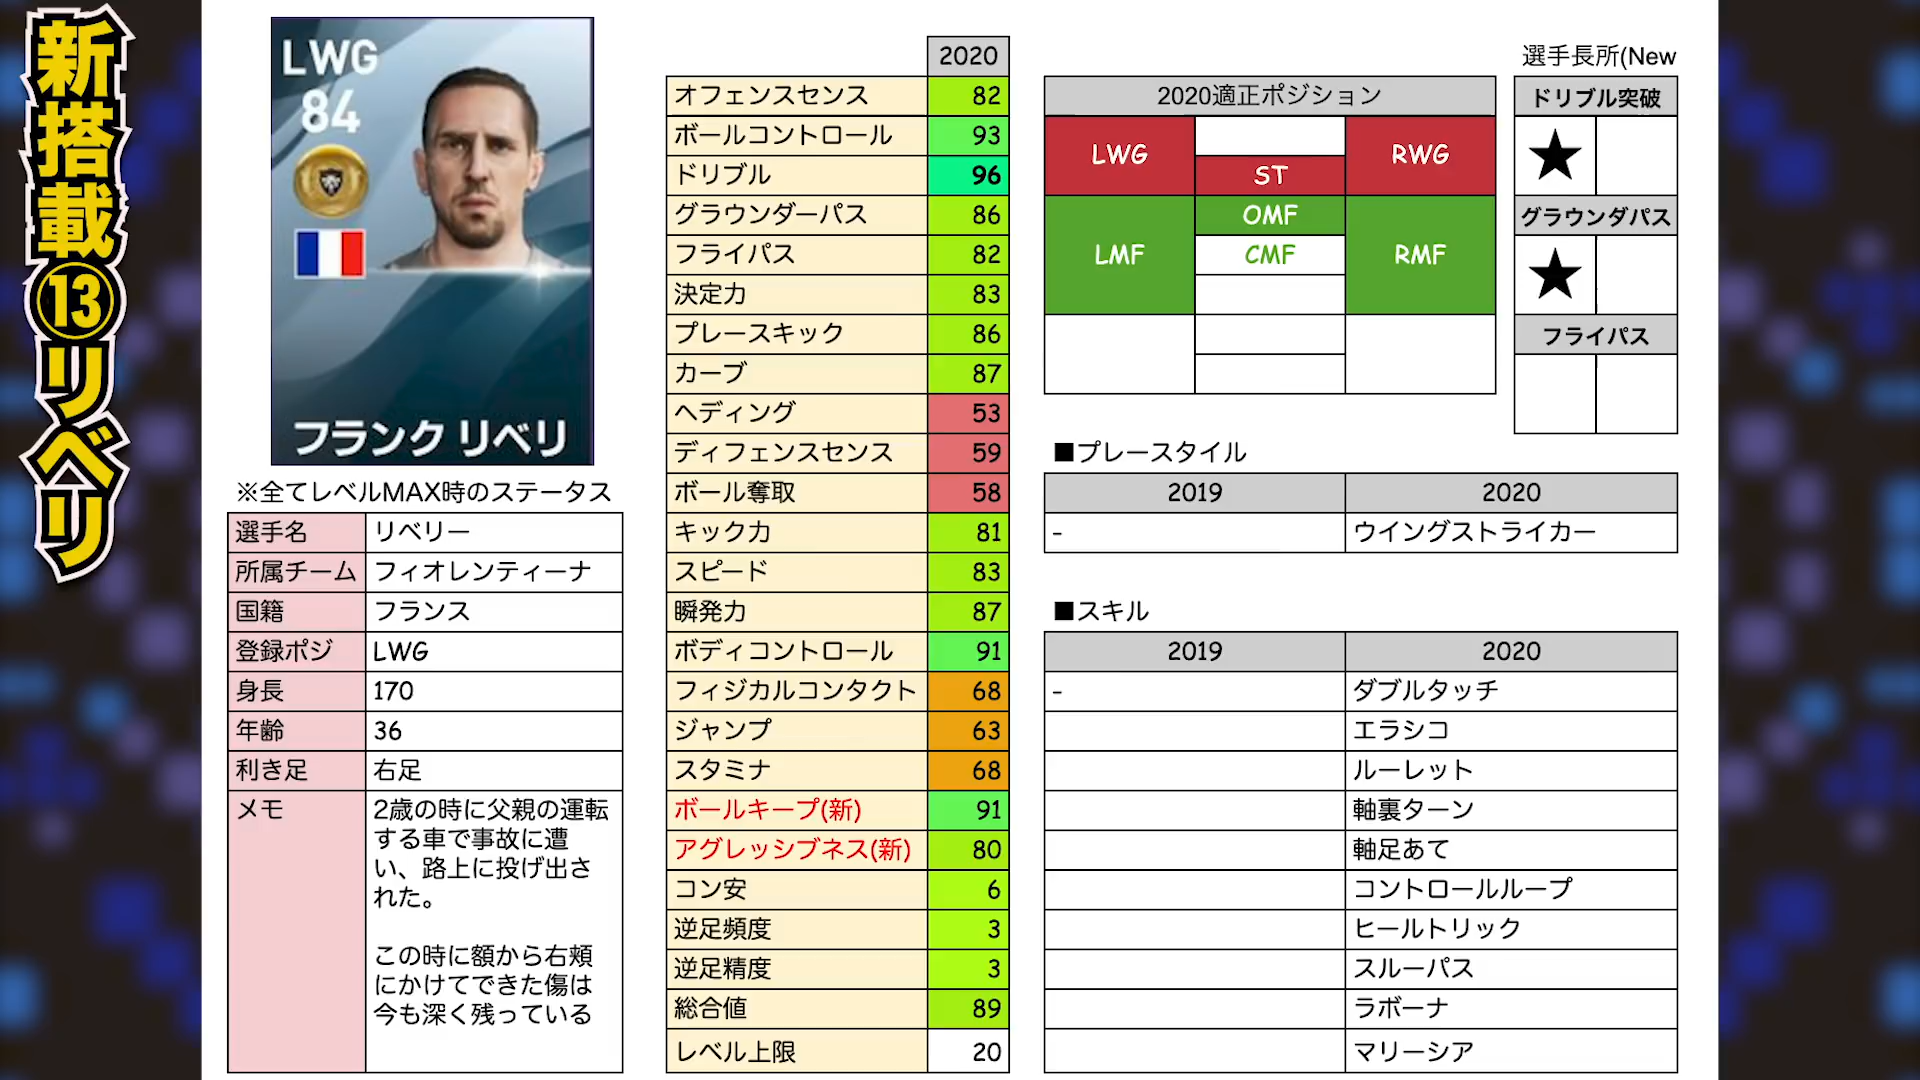 新搭載⑬リベリ
LWG
84
フランク リベリ
※全てレベルMAX時のステータス
選手名 リベリー
所属チーム フィオレンティーナ
国籍 フランス
登録ポジ LWG
身長 170
年齢 36
利き足 右足
メモ 2歳の時に父親の運転
する車で事故に遭
い、路上に投げ出さ
れた。
この時に額から右頬
にかけてできた傷は
今も深く残っている
2020
オフェンスセンス 82
ボールコントロール 93
ドリブル 96
グラウンダーパス 86
フライパス 82
決定力 83
プレースキック 86
カーブ 87
ヘディング 53
ディフェンスセンス 59
ボール奪取 58
キック力 81
スピード 83
瞬発力 87
ボディコントロール 91
フィジカルコンタクト 68
ジャンプ 63
スタミナ 68
ボールキープ(新) 91
アグレッシブネス(新) 80
コン安 6
逆足頻度 3
逆足精度 3
総合値 89
レベル上限 20
2020適正ポジション
LWG RWG
ST
OMF
LMF CMF RMF
選手長所(New
ドリブル突破
★
グラウンダパス
★
フライパス
■プレースタイル
2019 2020
- ウイングストライカー
■スキル
2019 2020
- ダブルタッチ
エラシコ
ルーレット
軸裏ターン
軸足あて
コントロールループ
ヒールトリック
スルーパス
ラボーナ
マリーシア